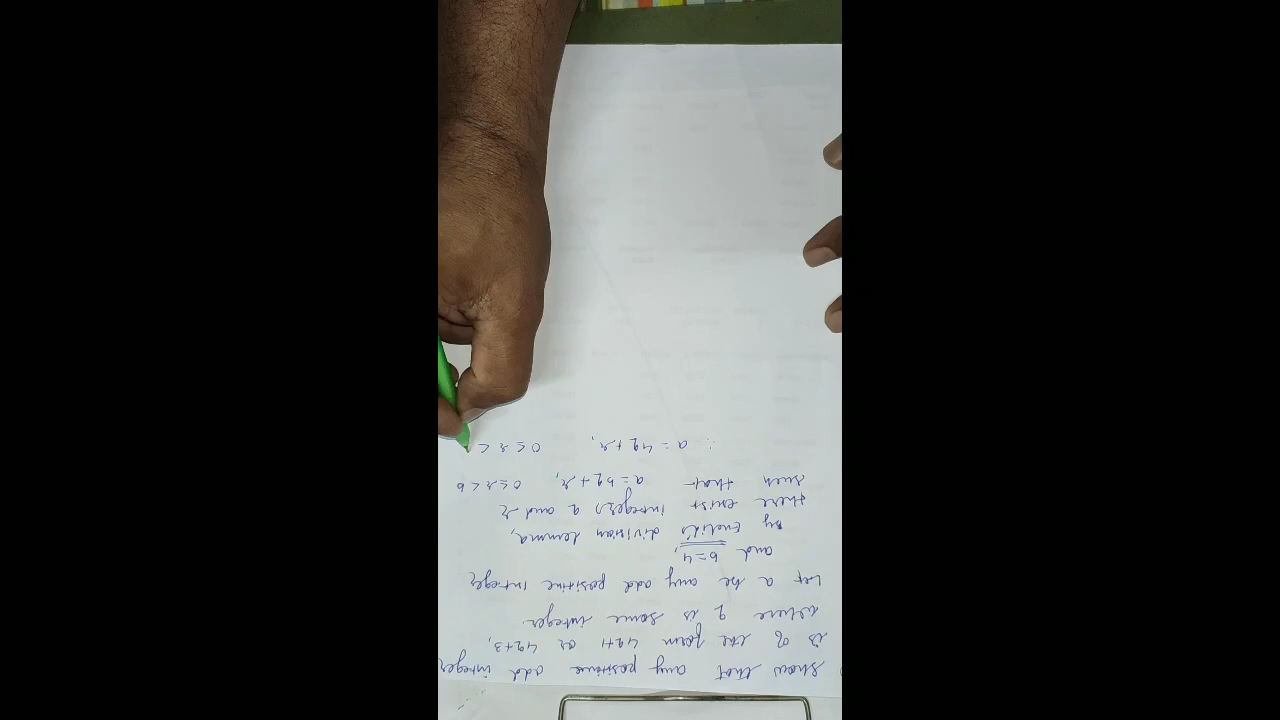 Show that any positive odd integer
is of the form 4q+1 or 4q+3,
where q is some integer.
Let a be any odd positive integer
and b=4,
By Euclid's division lemma,
there exist integers q and r
such that a=bq+r, 0≤r<b
∴ a=4q+r, 0≤r<